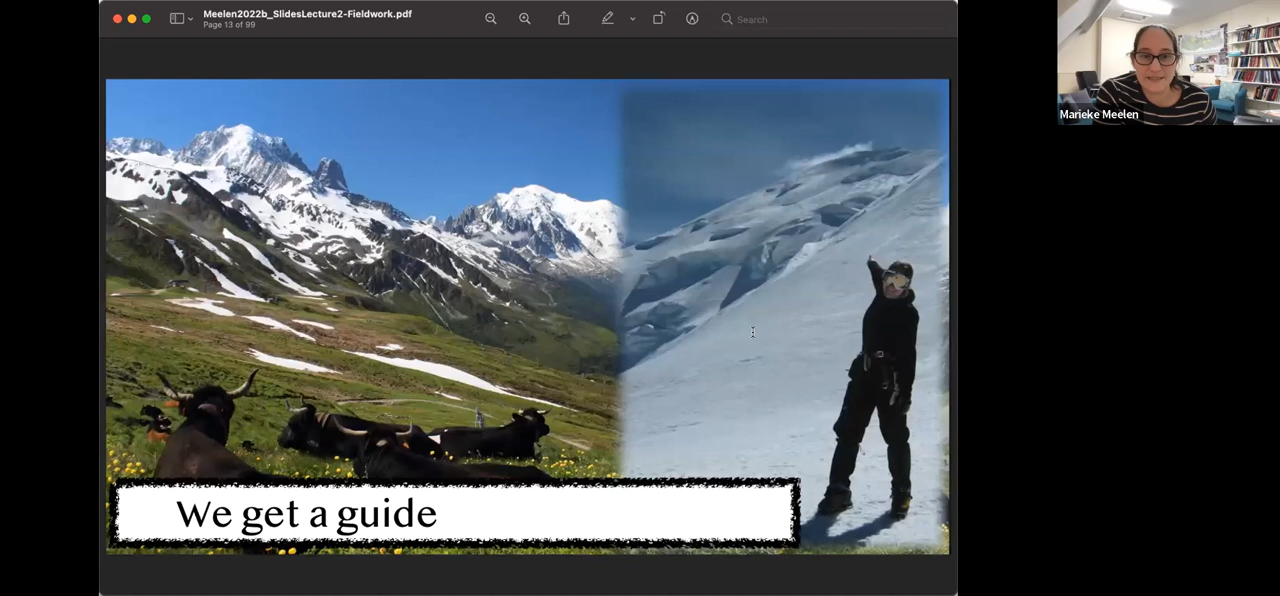 Meelen2022b_SlidesLecture2-Fieldwork.pdf
Page 13 of 99
Search
Marieke Meelen
We get a guide